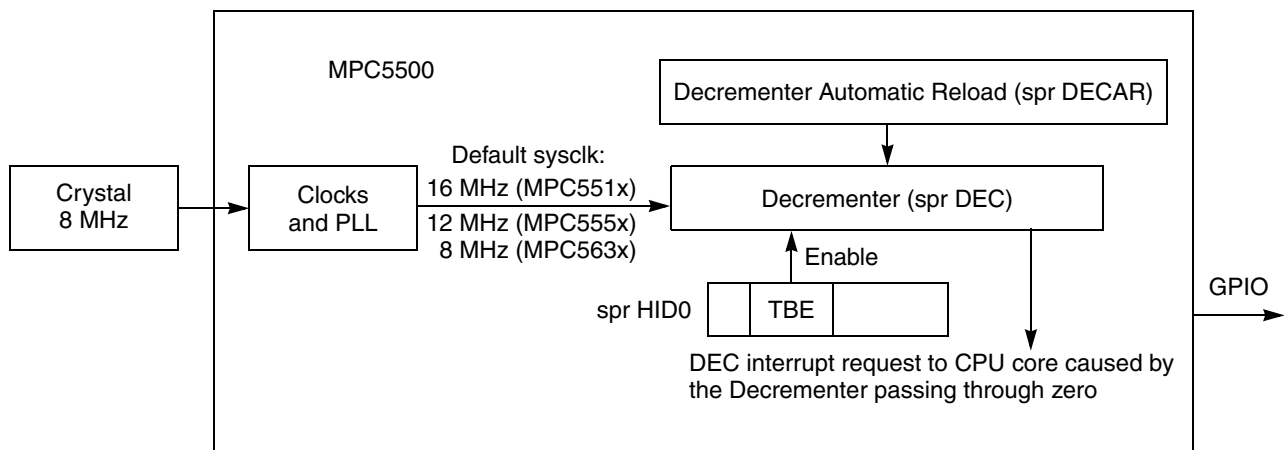 MPC5500
Decrementer Automatic Reload (spr DECAR)
Default sysclk:
Crystal
8 MHz
Clocks
and PLL
16 MHz (MPC551x)
12 MHz (MPC555x)
8 MHz (MPC563x)
Decrementer (spr DEC)
Enable
spr HID0
TBE
GPIO
DEC interrupt request to CPU core caused by
the Decrementer passing through zero